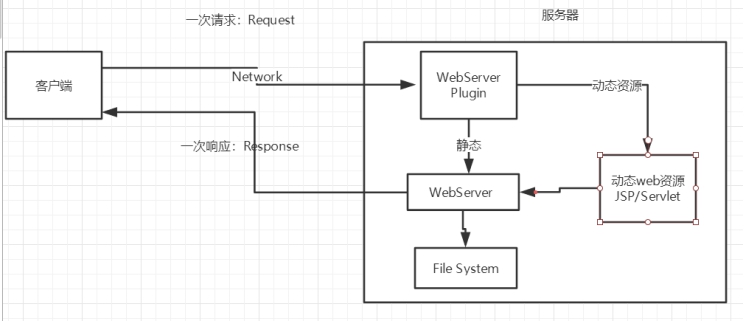 一次请求：Request
服务器
客户端
Network
WebServer
Plugin
动态资源
一次响应：Response
静态
WebServer
动态web资源
JSP/Servlet
File System